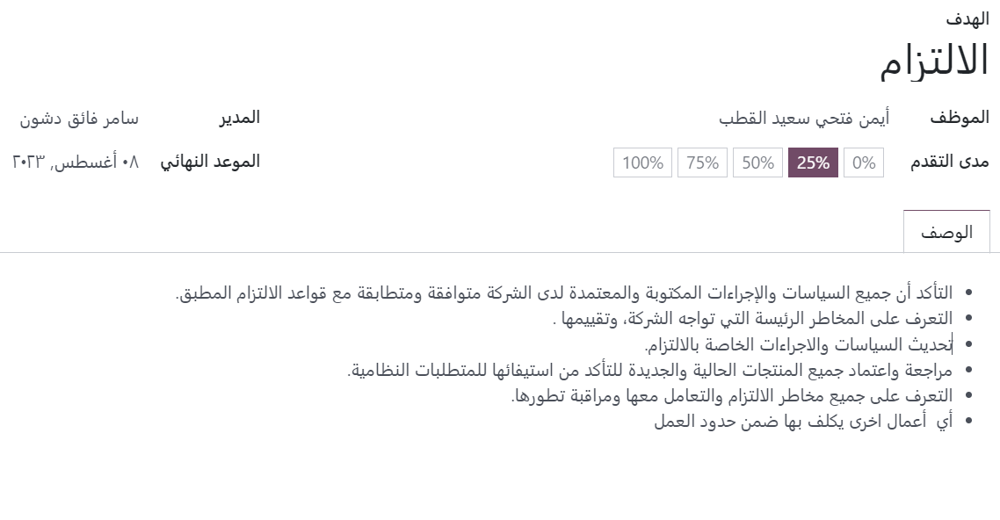 الهدف
الالتزام
الموظف أيمن فتحي سعيد القطب المدير سامر فائق دشون
مدى التقدم 0% 25% 50% 75% 100% الموعد النهائي ٠٨ أغسطس, ٢٠٢٣
الوصف
التأكد أن جميع السياسات والإجراءات المكتوبة والمعتمدة لدى الشركة متوافقة ومتطابقة مع قواعد الالتزام المطبق.
التعرف على المخاطر الرئيسة التي تواجه الشركة، وتقييمها .
تحديث السياسات والاجراءات الخاصة بالالتزام.
مراجعة واعتماد جميع المنتجات الحالية والجديدة للتأكد من استيفائها للمتطلبات النظامية.
التعرف على جميع مخاطر الالتزام والتعامل معها ومراقبة تطورها.
أي أعمال اخرى يكلف بها ضمن حدود العمل